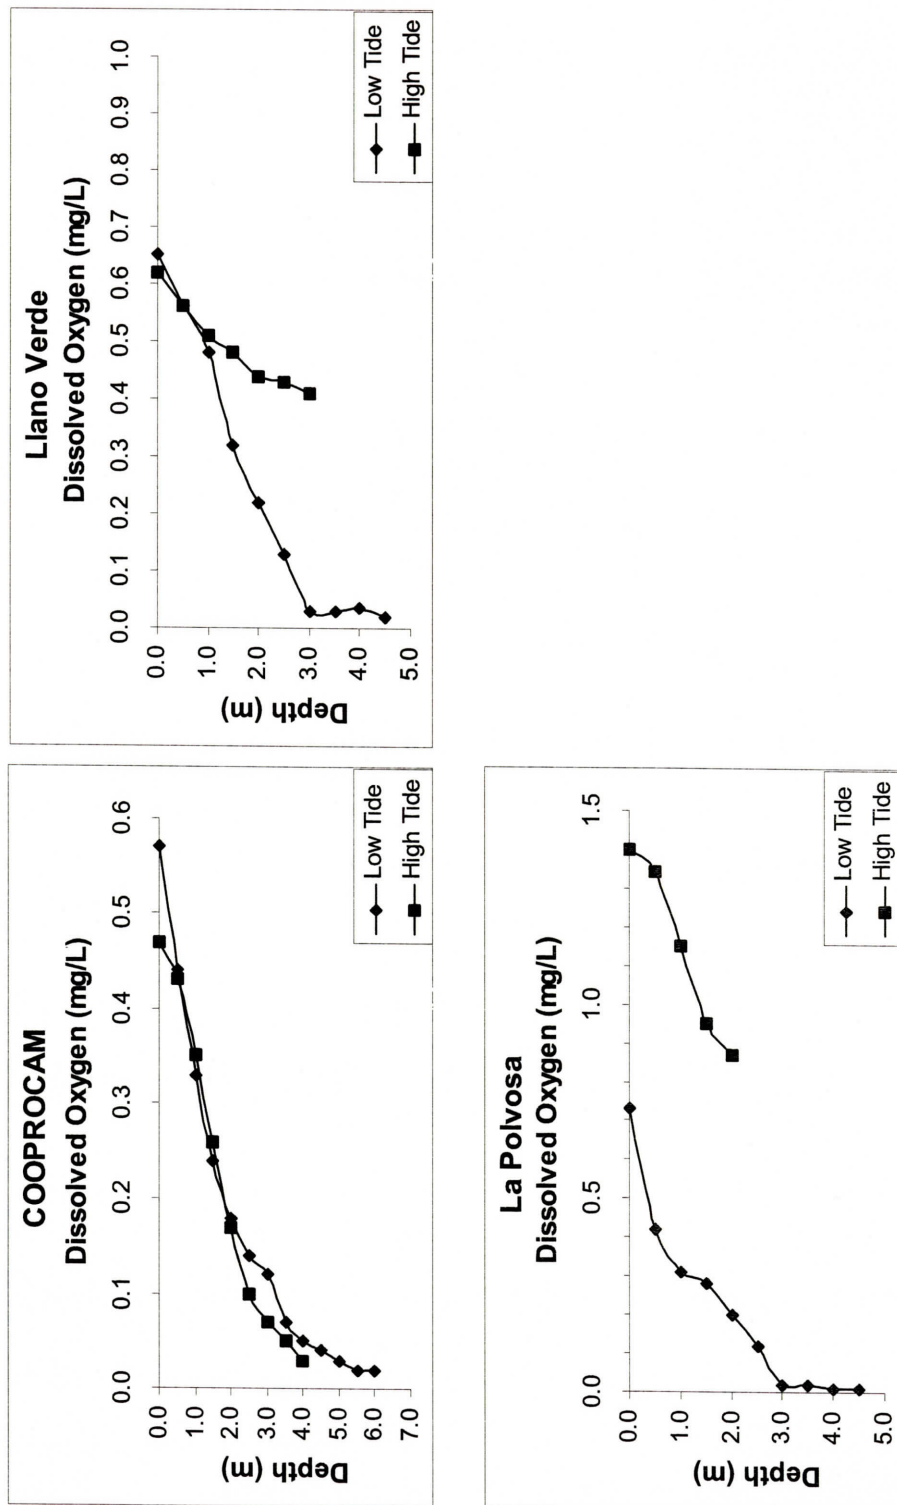 COOPROCAM
Dissolved Oxygen (mg/L)
0.0 0.1 0.2 0.3 0.4 0.5 0.6
0.0
1.0
2.0
3.0
4.0
5.0
6.0
7.0
Depth (m)
Low Tide
High Tide
Llano Verde
Dissolved Oxygen (mg/L)
0.0 0.1 0.2 0.3 0.4 0.5 0.6 0.7 0.8 0.9 1.0
0.0
1.0
2.0
3.0
4.0
5.0
Depth (m)
Low Tide
High Tide
La Polvosa
Dissolved Oxygen (mg/L)
0.0 0.5 1.0 1.5
0.0
1.0
2.0
3.0
4.0
5.0
Depth (m)
Low Tide
High Tide